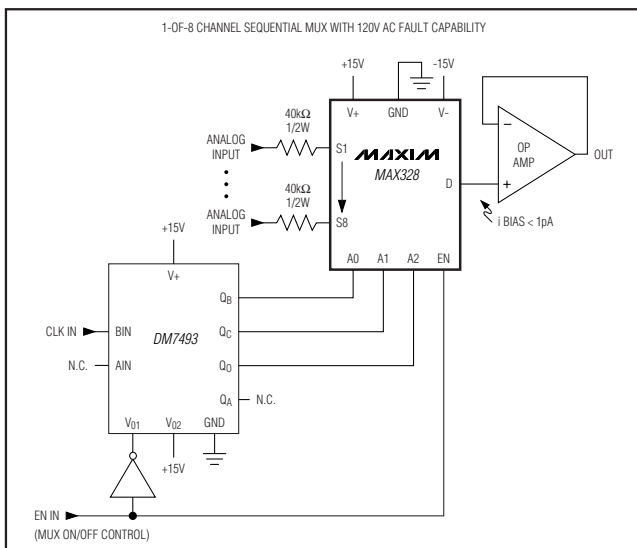 1-OF-8 CHANNEL SEQUENTIAL MUX WITH 120V AC FAULT CAPABILITY
+15V
-15V
V+
GND
V-
40kΩ
1/2W
ANALOG
INPUT
S1
MAXIM
MAX328
OP
AMP
OUT
D
i BIAS < 1pA
40kΩ
1/2W
ANALOG
INPUT
S8
A0
A1
A2
EN
+15V
V+
QB
CLK IN
BIN
DM7493
QC
N.C.
AIN
QO
QA
N.C.
V01
V02
GND
+15V
EN IN
(MUX ON/OFF CONTROL)